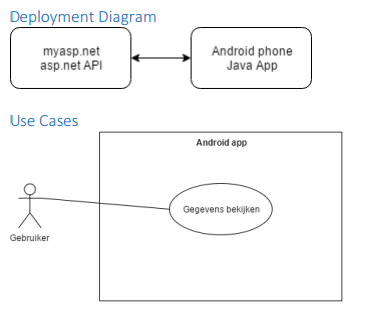 Deployment Diagram
myasp.net
asp.net API
Android phone
Java App
Use Cases
Android app
Gegevens bekijken
Gebruiker